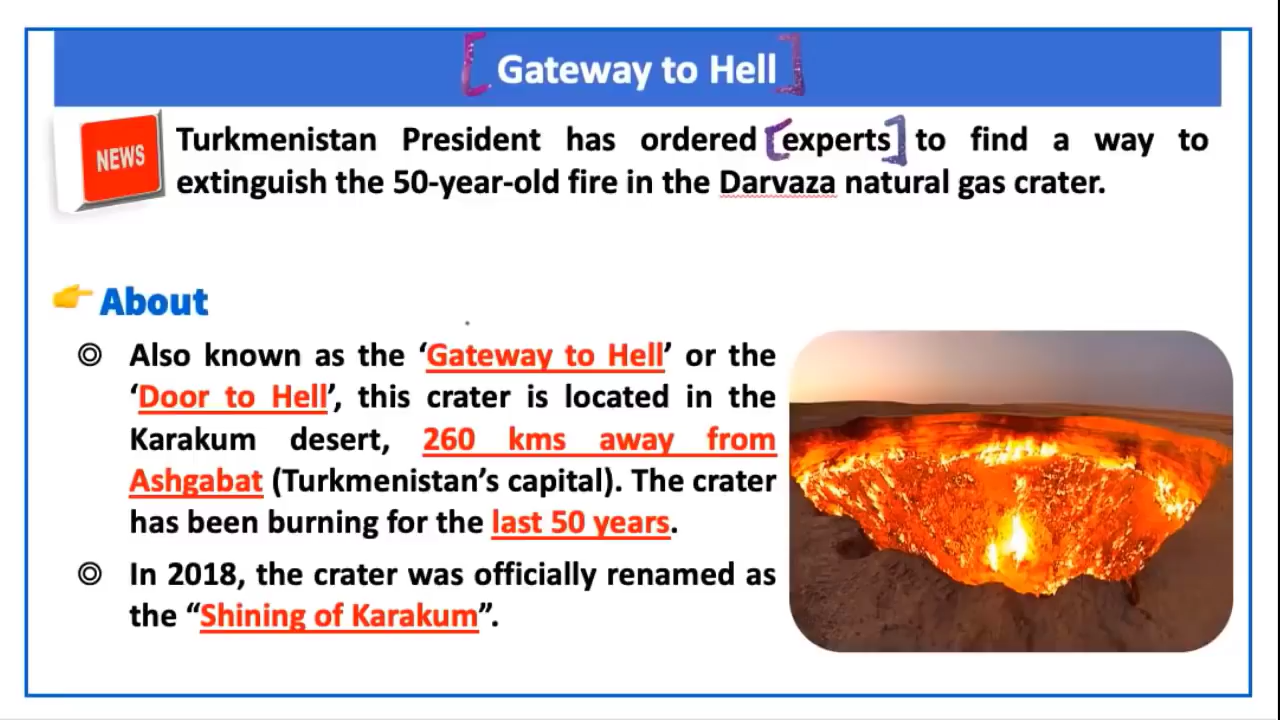 Gateway to Hell
NEWS
Turkmenistan President has ordered experts to find a way to
extinguish the 50-year-old fire in the Darvaza natural gas crater.
About
Also known as the ‘Gateway to Hell’ or the
‘Door to Hell’, this crater is located in the
Karakum desert, 260 kms away from
Ashgabat (Turkmenistan’s capital). The crater
has been burning for the last 50 years.
In 2018, the crater was officially renamed as
the “Shining of Karakum”.